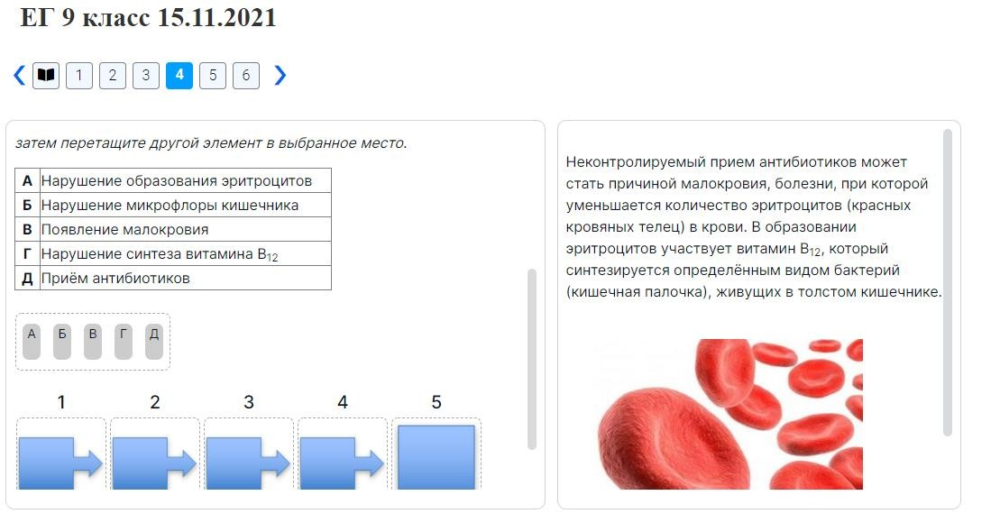 ЕГ 9 класс 15.11.2021
1 2 3 4 5 6
затем перетащите другой элемент в выбранное место.
А Нарушение образования эритроцитов
Б Нарушение микрофлоры кишечника
В Появление малокровия
Г Нарушение синтеза витамина В12
Д Приём антибиотиков
А Б В Г Д
1 2 3 4 5
Неконтролируемый прием антибиотиков может
стать причиной малокровия, болезни, при которой
уменьшается количество эритроцитов (красных
кровяных телец) в крови. В образовании
эритроцитов участвует витамин В12, который
синтезируется определённым видом бактерий
(кишечная палочка), живущих в толстом кишечнике.